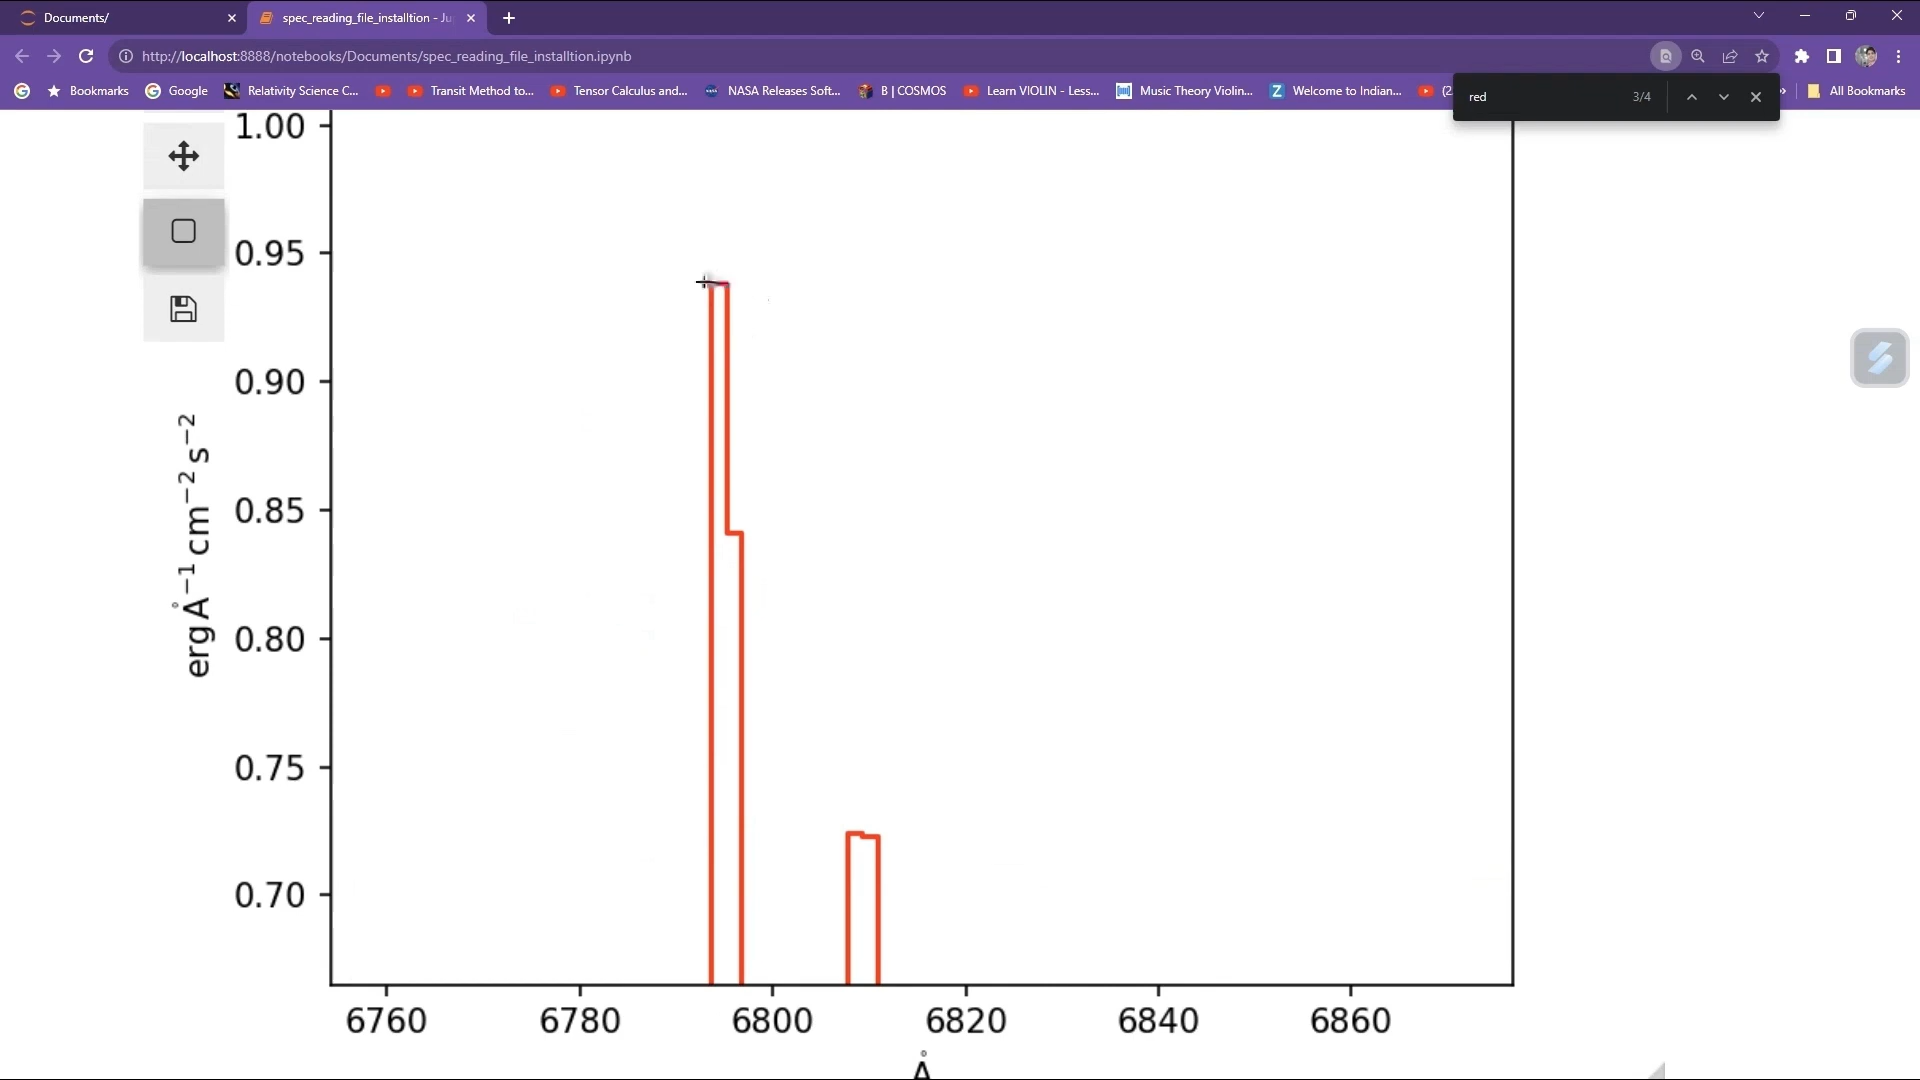 Documents/
spec_reading_file_installtion - Ju
http://localhost:8888/notebooks/Documents/spec_reading_file_installtion.ipynb
Bookmarks
Google
Relativity Science C...
Transit Method to...
Tensor Calculus and...
NASA Releases Soft...
B | COSMOS
Learn VIOLIN - Less...
Music Theory Violin...
Welcome to Indian...
(2
All Bookmarks
red
3/4
1.00
0.95
0.90
0.85
0.80
0.75
0.70
erg Å⁻¹ cm⁻² s⁻²
6760 6780 6800 6820 6840 6860
Å